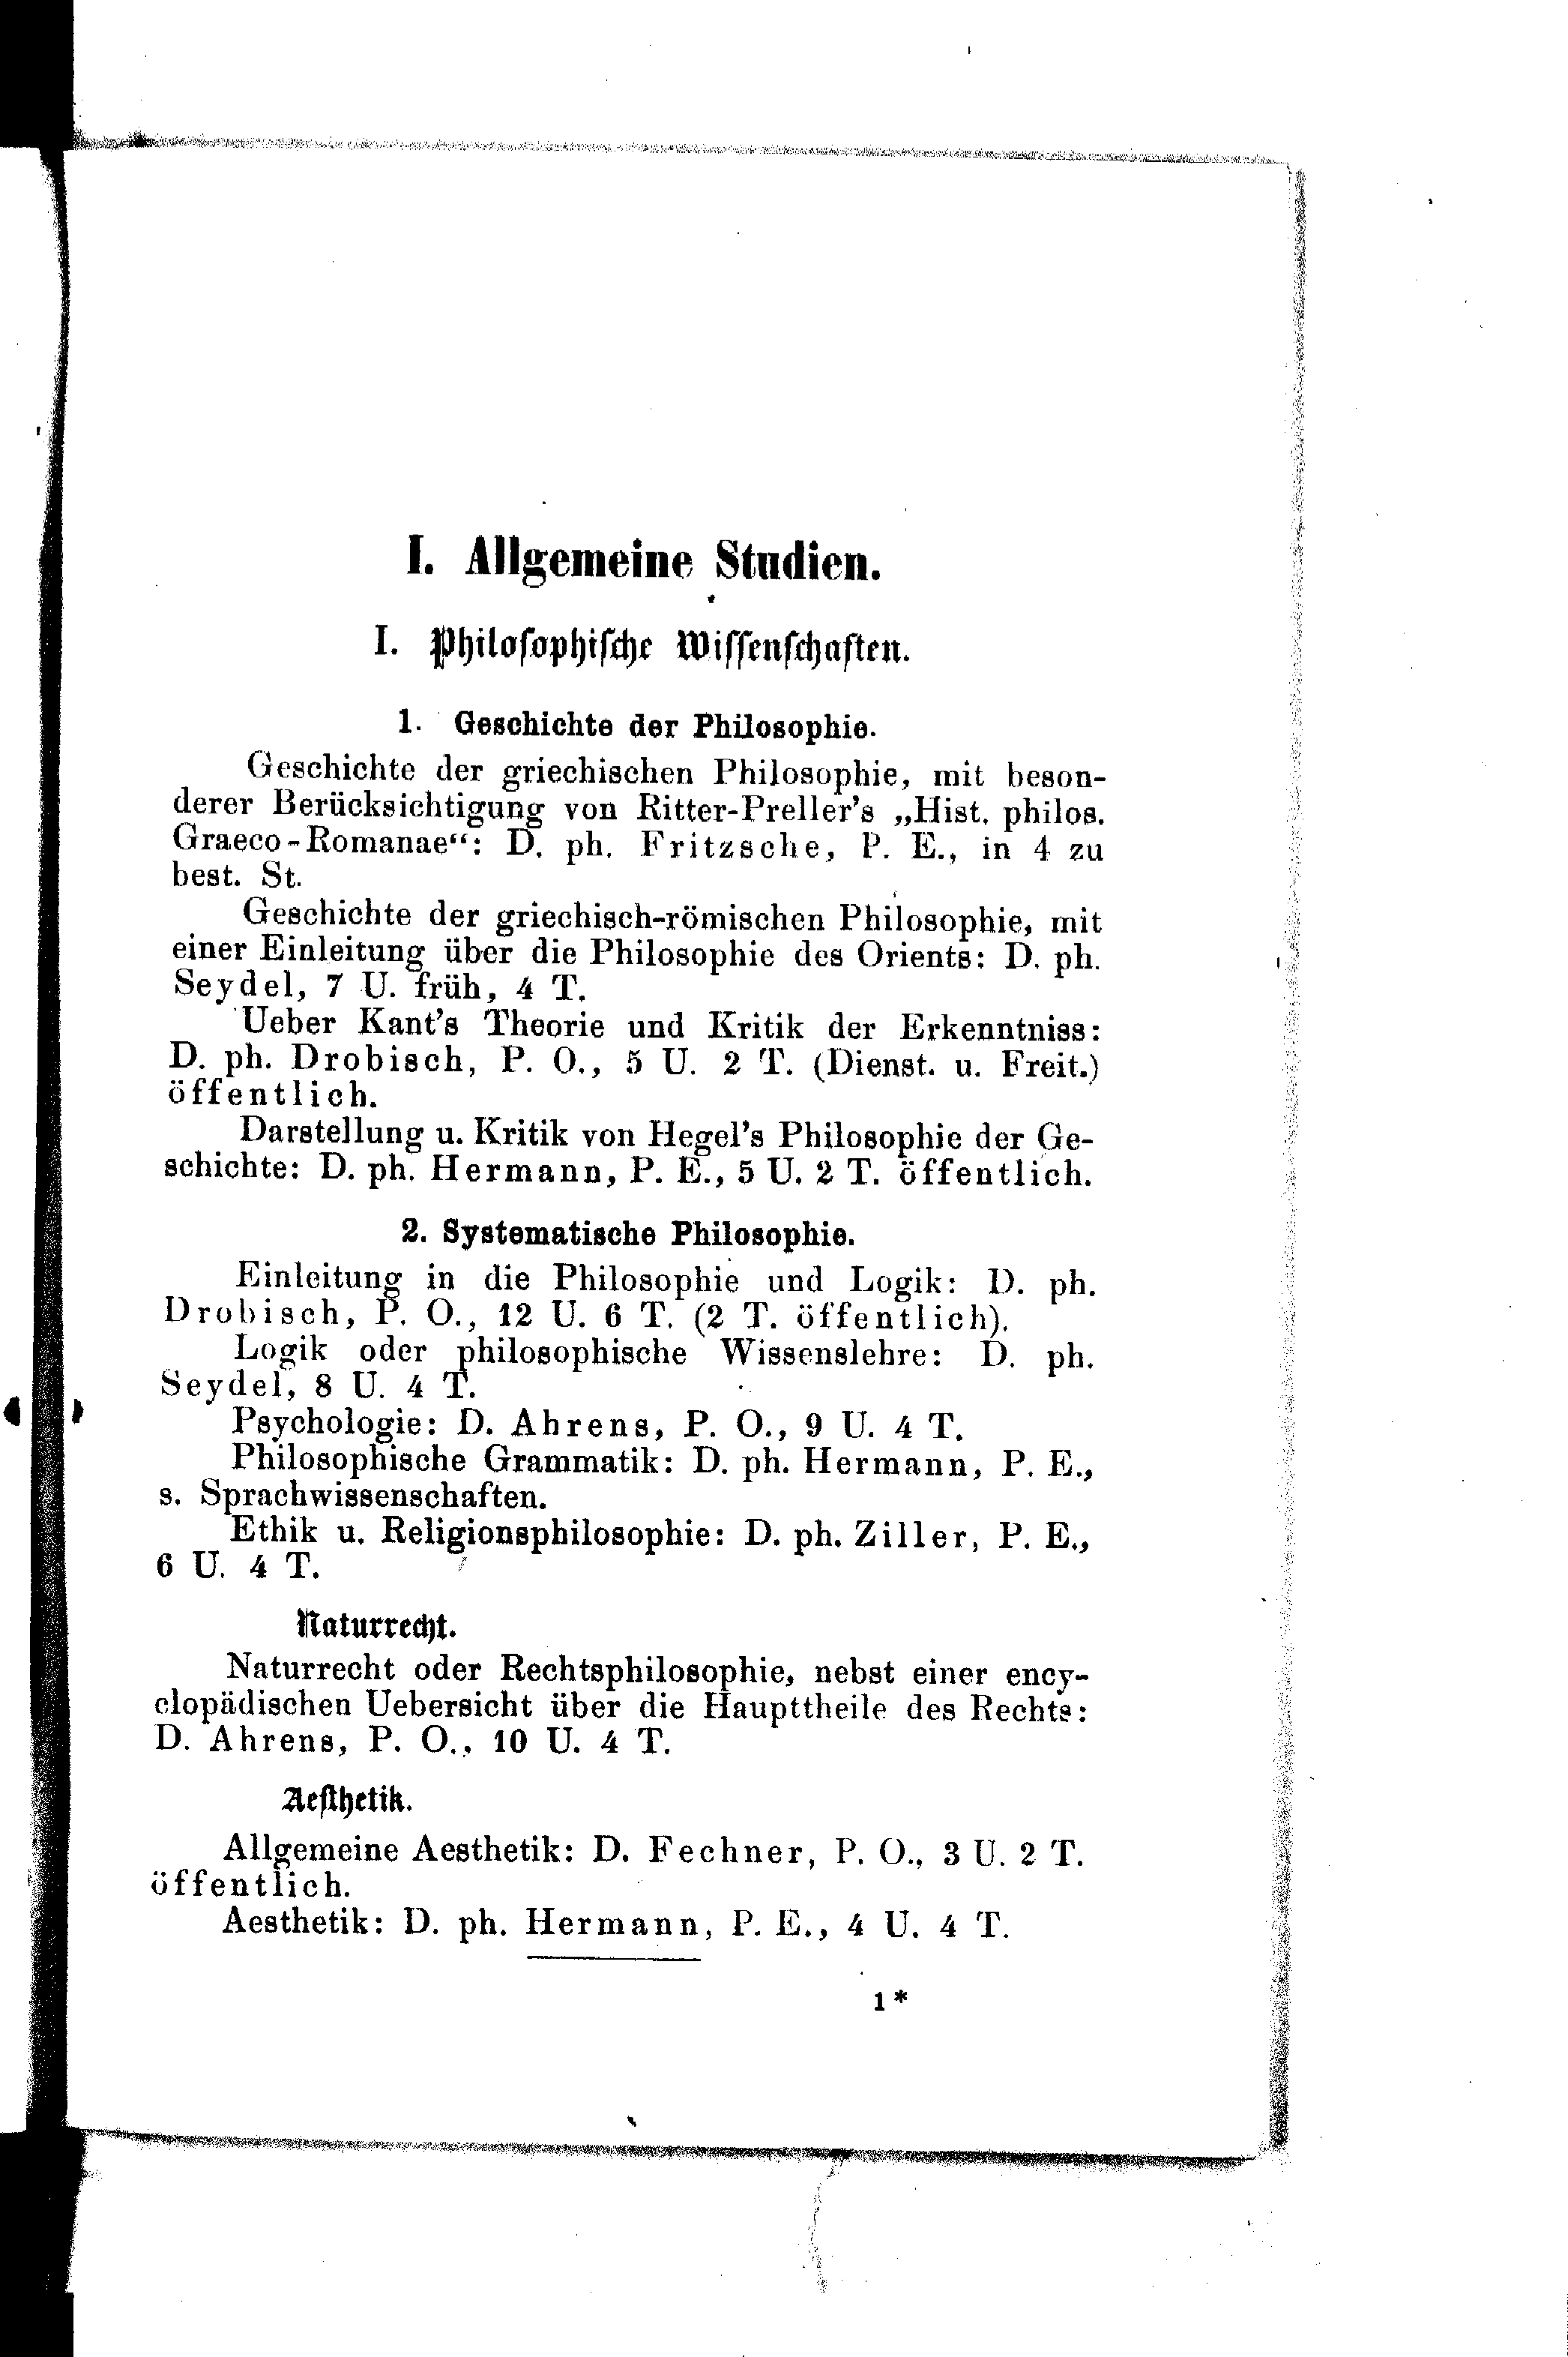 I. Allgemeine Studien.
I. Philosophische Wissenschaften.
1. Geschichte der Philosophie.
Geschichte der griechischen Philosophie, mit beson-
derer Berücksichtigung von Ritter-Preller's „Hist. philos.
Graeco-Romanae“: D. ph. Fritzsche, P. E., in 4 zu
best. St.
Geschichte der griechisch-römischen Philosophie, mit
einer Einleitung über die Philosophie des Orients: D. ph.
Seydel, 7 U. früh, 4 T.
Ueber Kant's Theorie und Kritik der Erkenntniss:
D. ph. Drobisch, P. O., 5 U. 2 T. (Dienst. u. Freit.)
öffentlich.
Darstellung u. Kritik von Hegel's Philosophie der Ge-
schichte: D. ph. Hermann, P. E., 5 U. 2 T. öffentlich.
2. Systematische Philosophie.
Einleitung in die Philosophie und Logik: D. ph.
Drobisch, P. O., 12 U. 6 T. (2 T. öffentlich).
Logik oder philosophische Wissenslehre: D. ph.
Seydel, 8 U. 4 T.
Psychologie: D. Ahrens, P. O., 9 U. 4 T.
Philosophische Grammatik: D. ph. Hermann, P. E.,
s. Sprachwissenschaften.
Ethik u. Religionsphilosophie: D. ph. Ziller, P. E.,
6 U. 4 T.
Naturrecht.
Naturrecht oder Rechtsphilosophie, nebst einer ency-
clopädischen Uebersicht über die Haupttheile des Rechts:
D. Ahrens, P. O., 10 U. 4 T.
Aesthetik.
Allgemeine Aesthetik: D. Fechner, P. O., 3 U. 2 T.
öffentlich.
Aesthetik: D. ph. Hermann, P. E., 4 U. 4 T.
1*